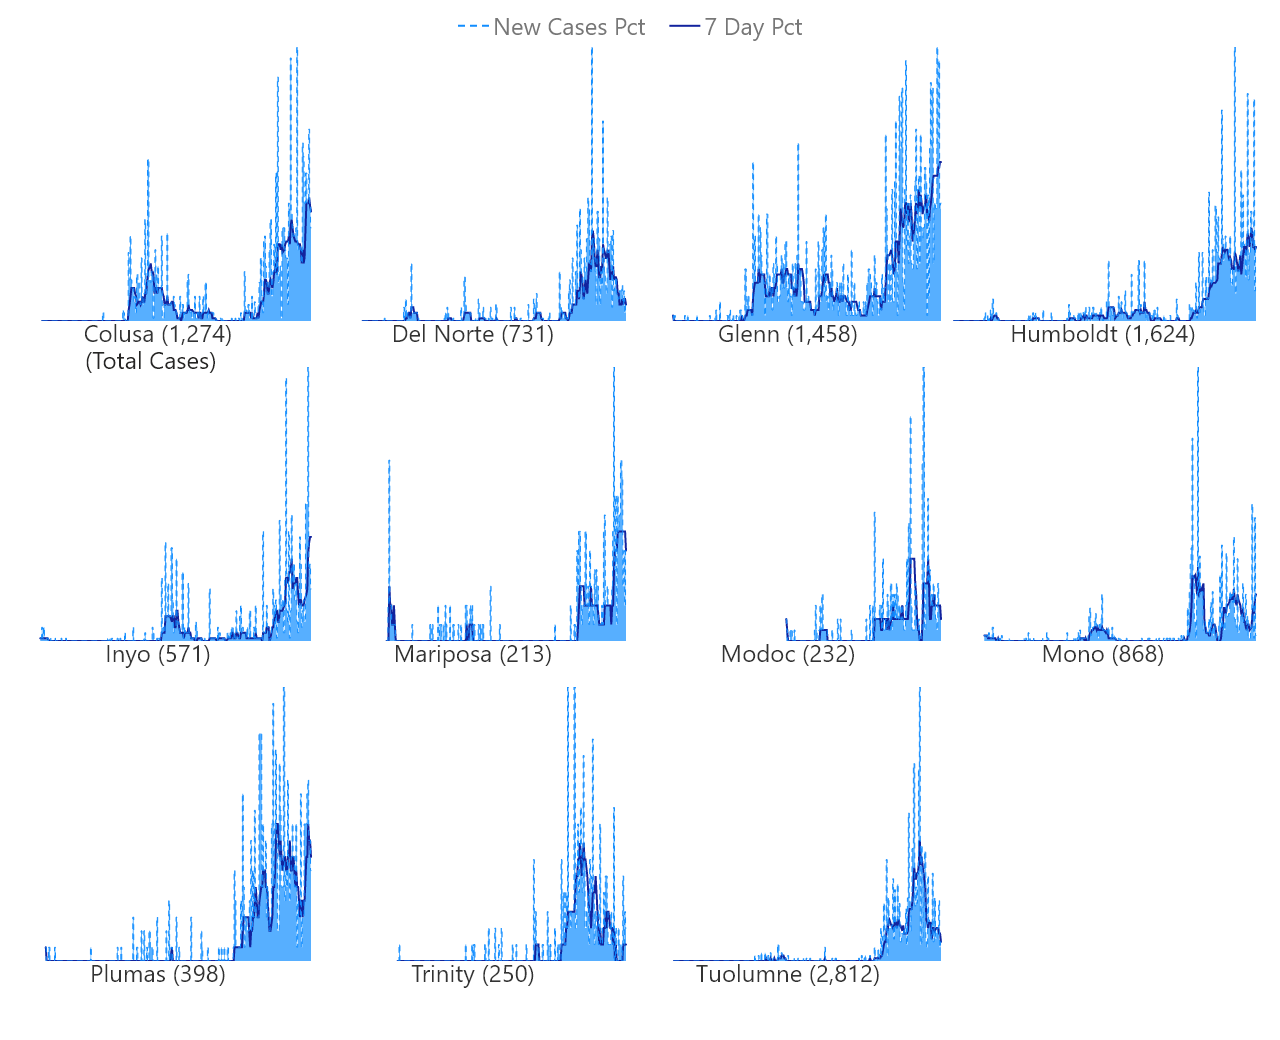 New Cases Pct 7 Day Pct
Colusa (1,274) Del Norte (731) Glenn (1,458) Humboldt (1,624)
(Total Cases)
Inyo (571) Mariposa (213) Modoc (232) Mono (868)
Plumas (398) Trinity (250) Tuolumne (2,812)